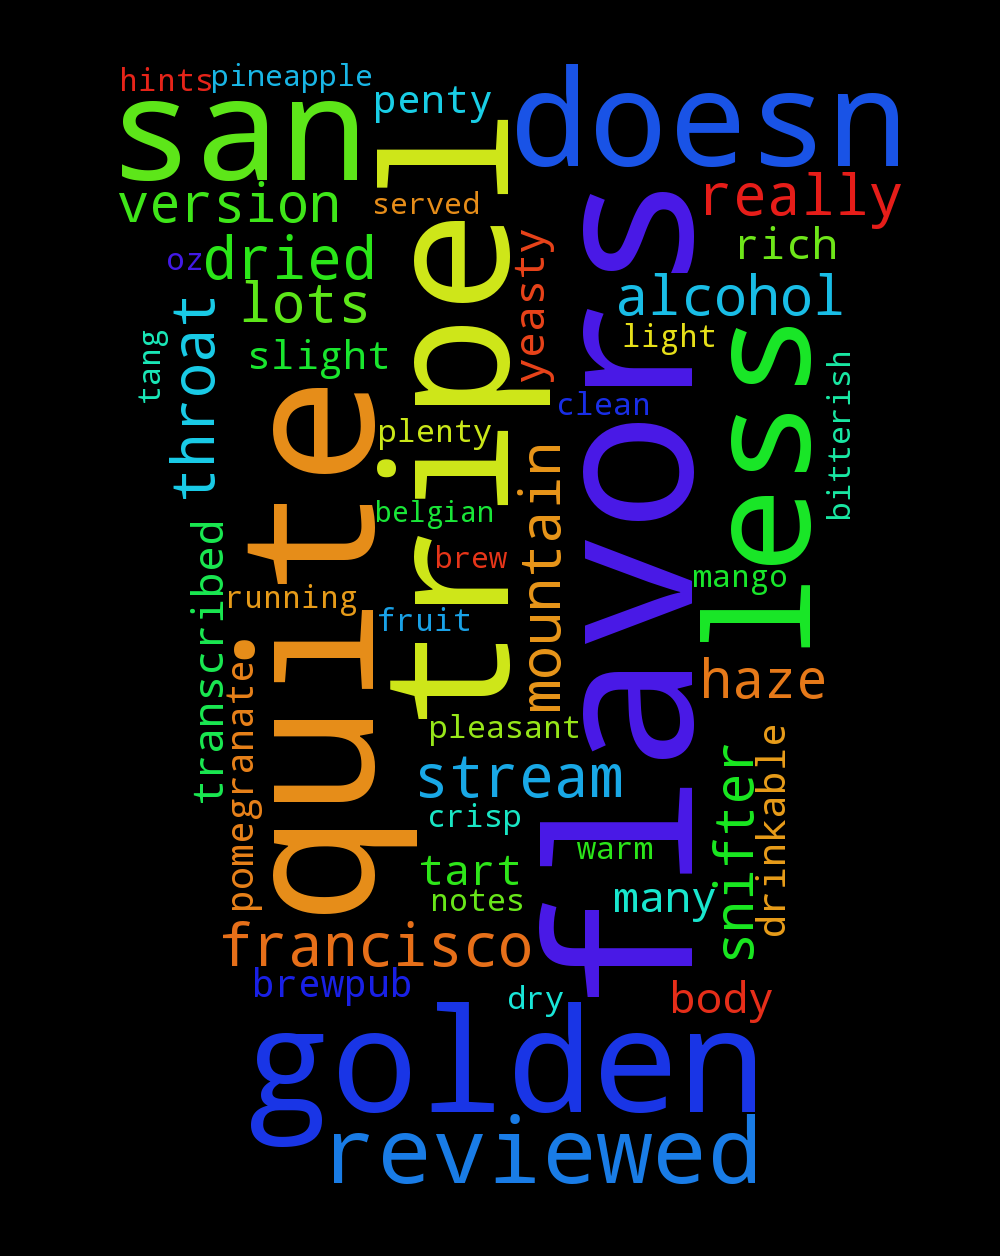 hints
pineapple
san
penty
doesn
version
served
really
oz
dried
rich
lots
alcohol
tang
throat
slight
yeasty
light
tripel
flavors
less
quite
plenty
clean
bitterish
belgian
mountain
transcribed
brew
mango
running
fruit
haze
pomegranate
pleasant
stream
snifter
drinkable
crisp
warm
tart
notes
many
francisco
brewpub
dry
body
golden
reviewed